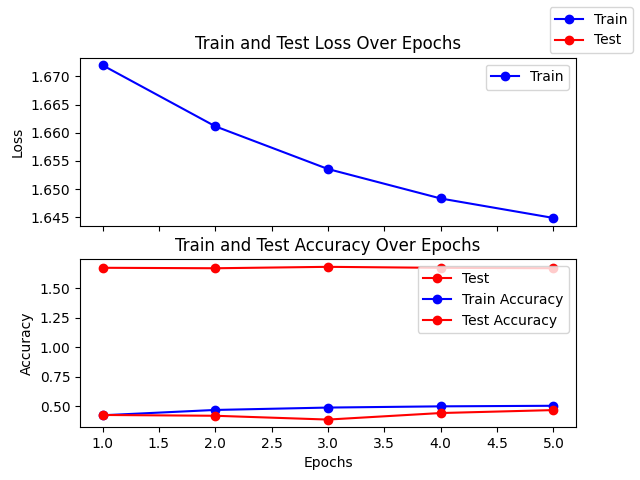 Train
Test
Train and Test Loss Over Epochs
Train
1.670
1.665
1.660
1.655
1.650
1.645
Loss
Train and Test Accuracy Over Epochs
Test
Train Accuracy
Test Accuracy
1.50
1.25
1.00
0.75
0.50
Accuracy
1.0 1.5 2.0 2.5 3.0 3.5 4.0 4.5 5.0
Epochs